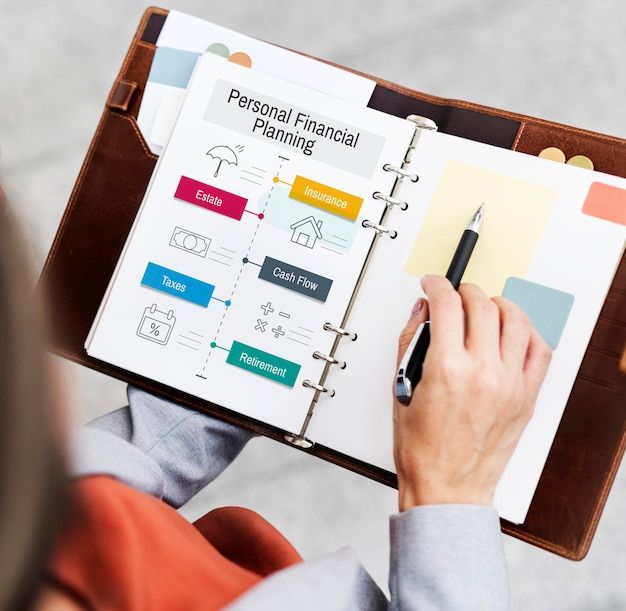 Personal Financial
Planning
Insurance
Estate
Cash Flow
Taxes
Retirement